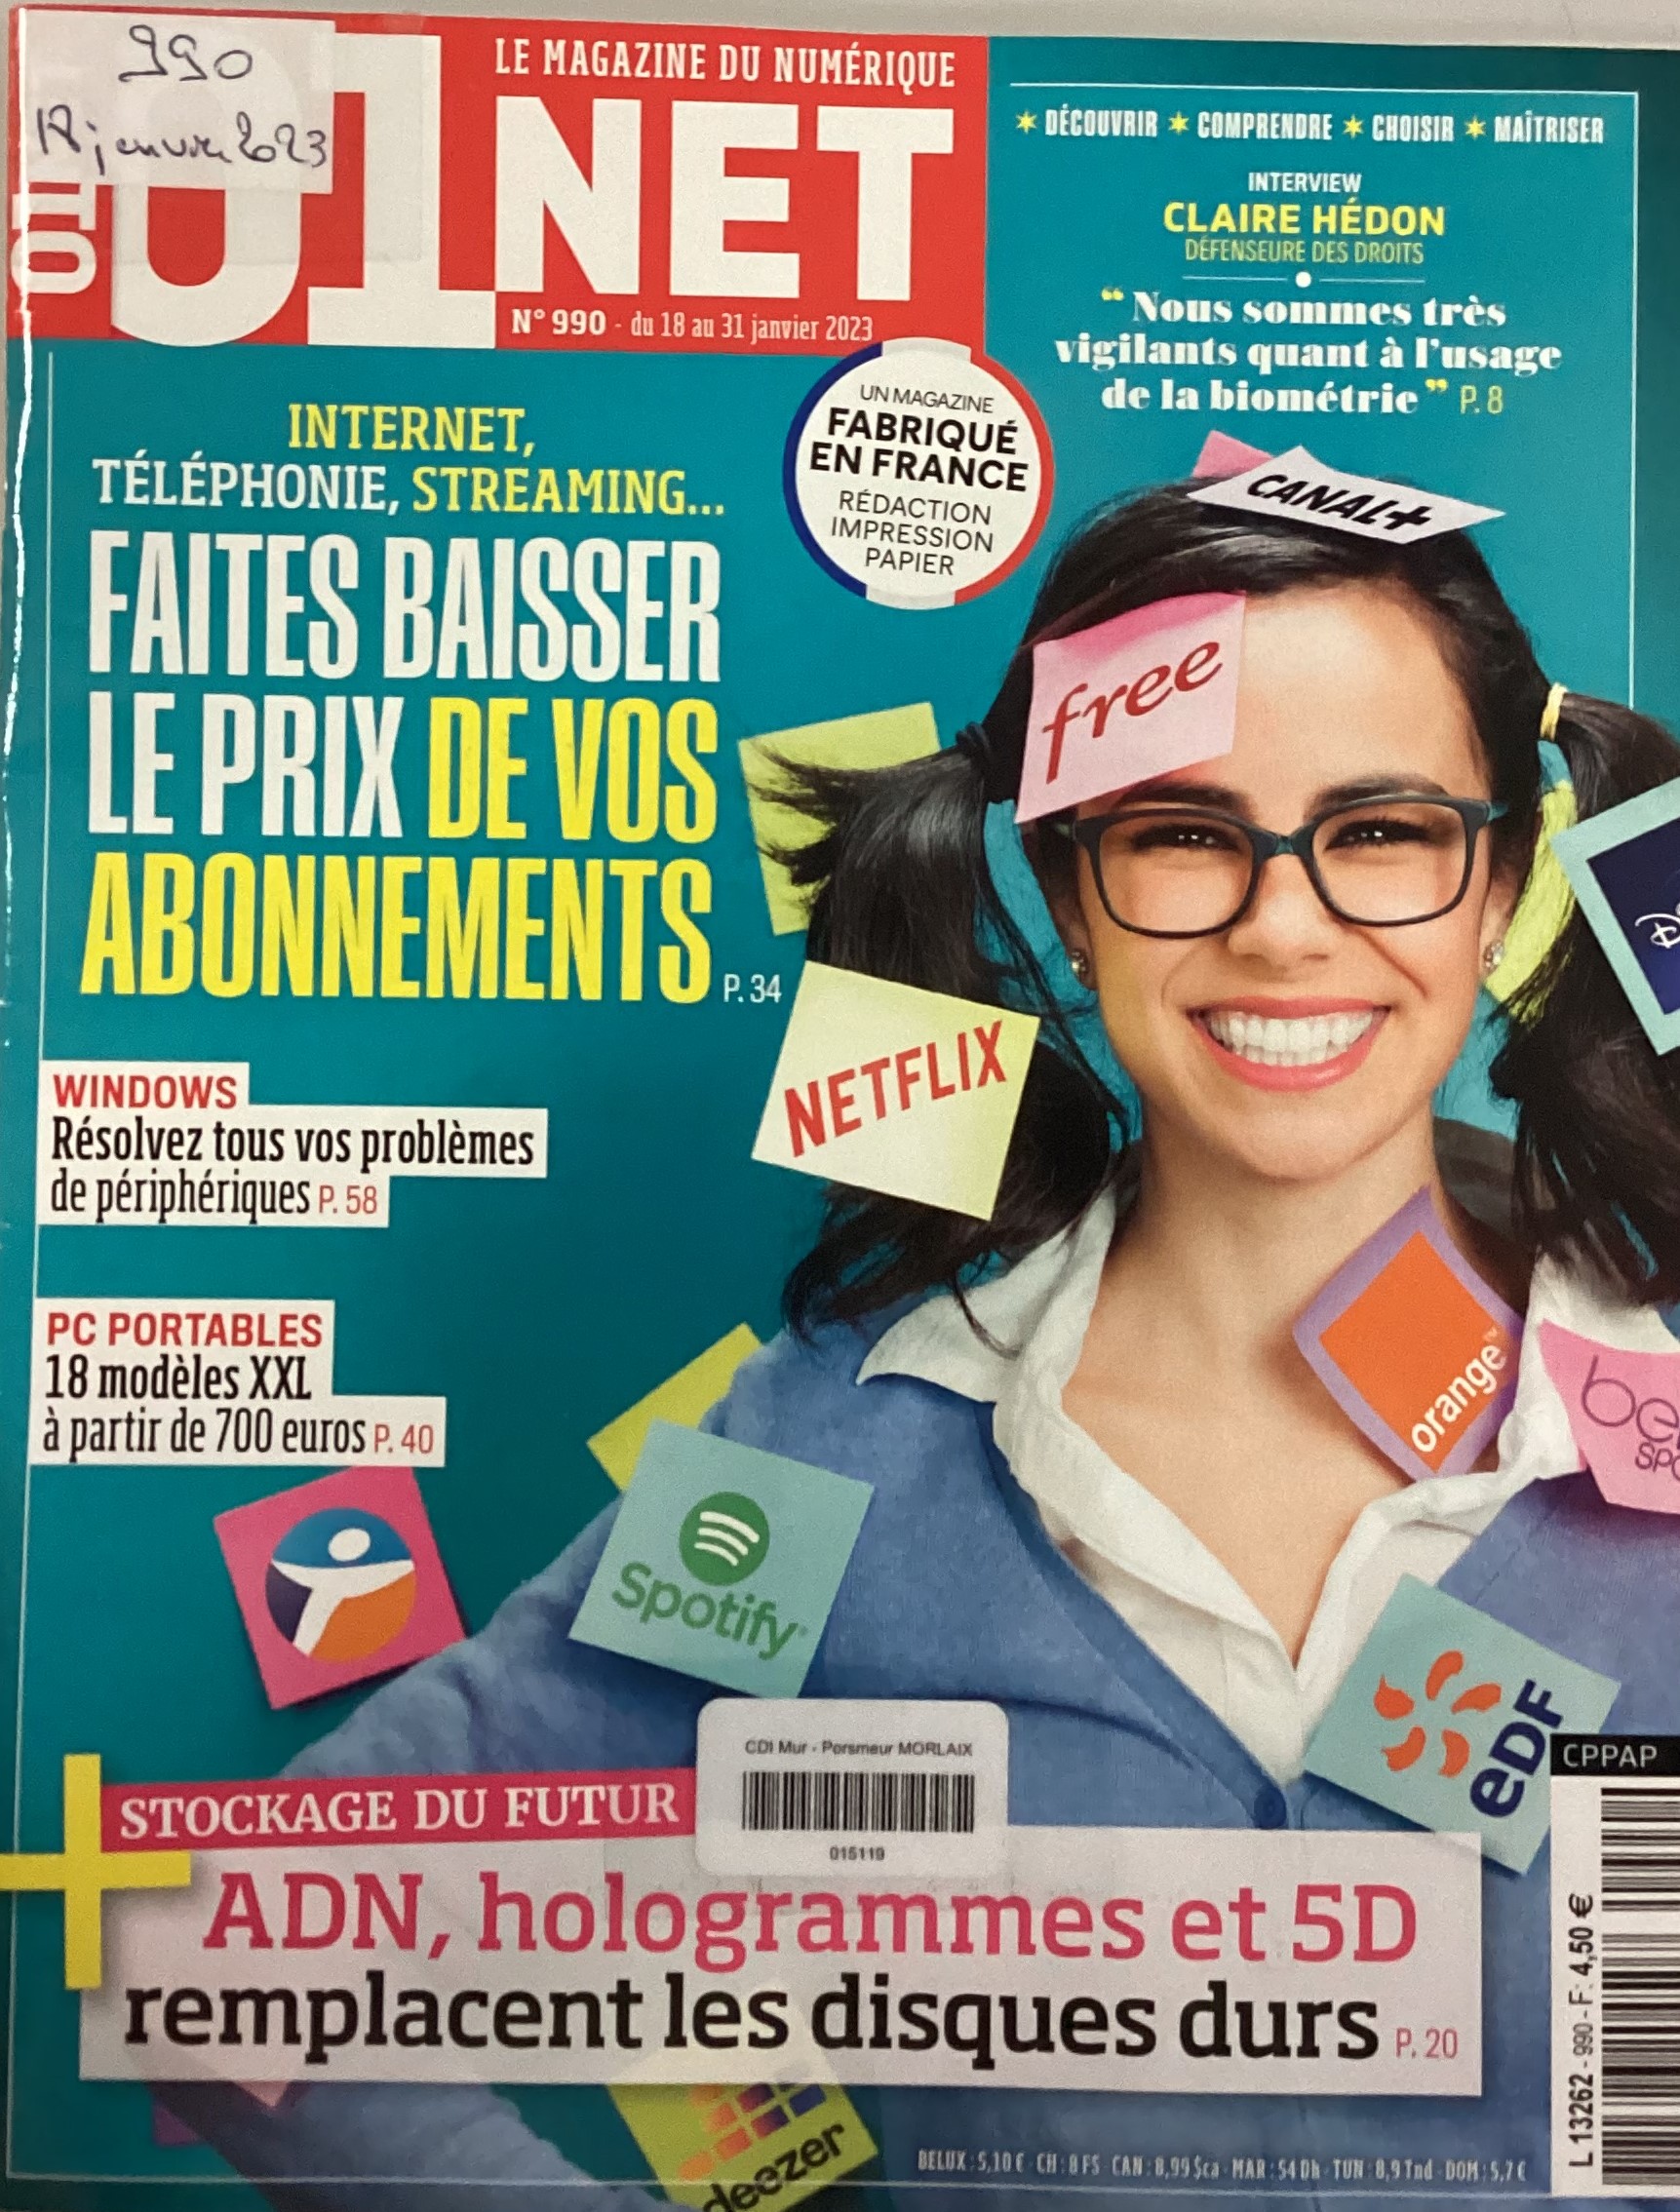 990
18 janvier 2023
LE MAGAZINE DU NUMÉRIQUE
01NET
01
N° 990 - du 18 au 31 janvier 2023
✶ DÉCOUVRIR ✶ COMPRENDRE ✶ CHOISIR ✶ MAÎTRISER
INTERVIEW
CLAIRE HÉDON
DÉFENSEURE DES DROITS
“ Nous sommes très
vigilants quant à l’usage
de la biométrie ” P. 8
UN MAGAZINE
FABRIQUÉ
EN FRANCE
RÉDACTION
IMPRESSION
PAPIER
INTERNET,
TÉLÉPHONIE, STREAMING...
FAITES BAISSER
LE PRIX DE VOS
ABONNEMENTS P. 34
CANAL+
free
NETFLIX
WINDOWS
Résolvez tous vos problèmes
de périphériques P. 58
PC PORTABLES
18 modèles XXL
à partir de 700 euros P. 40
orange™
Spotify
eDF
CDI Mur - Porsmeur MORLAIX
015119
CPPAP
STOCKAGE DU FUTUR
+ ADN, hologrammes et 5D
remplacent les disques durs P. 20
deezer
L 13262 - 990 - F: 4,50 €
BELUX : 5,10 € - CH : 8 FS - CAN : 8,99 $ca - MAR : 54 Dh - TUN : 8,9 Tnd - DOM : 5,7 €